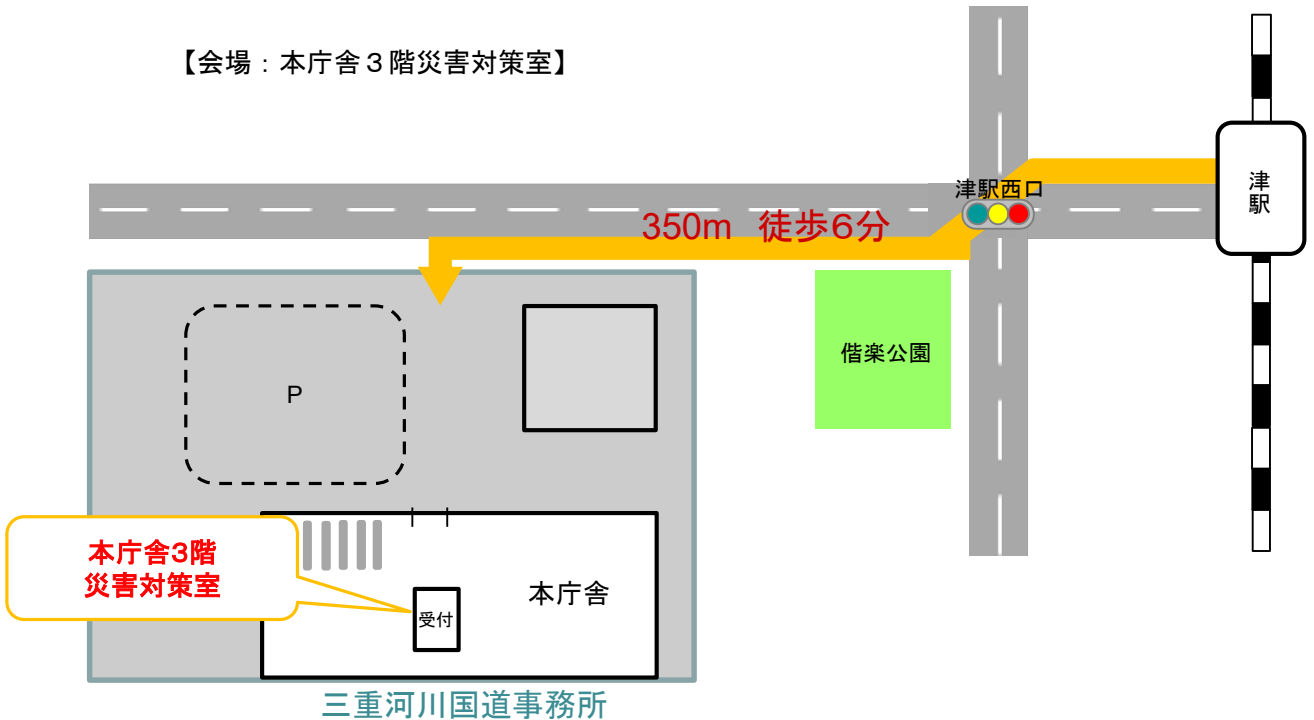 【会場：本庁舎３階災害対策室】
津駅西口
津駅
350m　徒歩6分
偕楽公園
P
本庁舎3階
災害対策室
受付
本庁舎
三重河川国道事務所